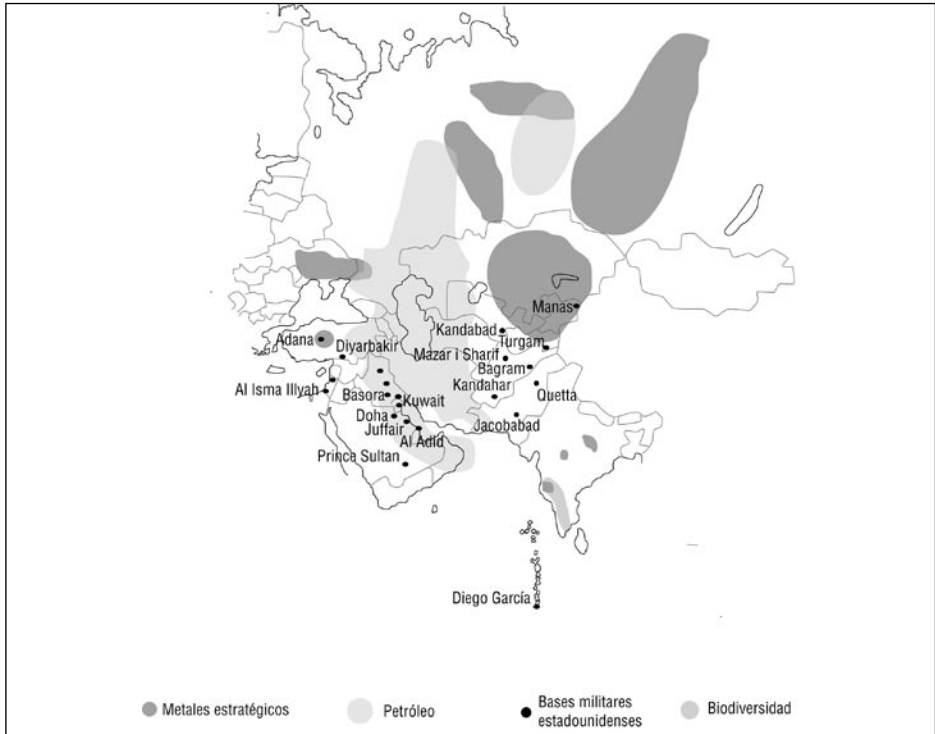 Manas
Kandabad
Turgam
Adana
Diyarbakir
Mazar i Sharif
Bagram
Al Isma Illyah
Basora
Kandahar
Kuwait
Quetta
Doha
Juffair
Jacobabad
Al Adid
Prince Sultan
Diego García
Metales estratégicos
Petróleo
Bases militares
estadounidenses
Biodiversidad